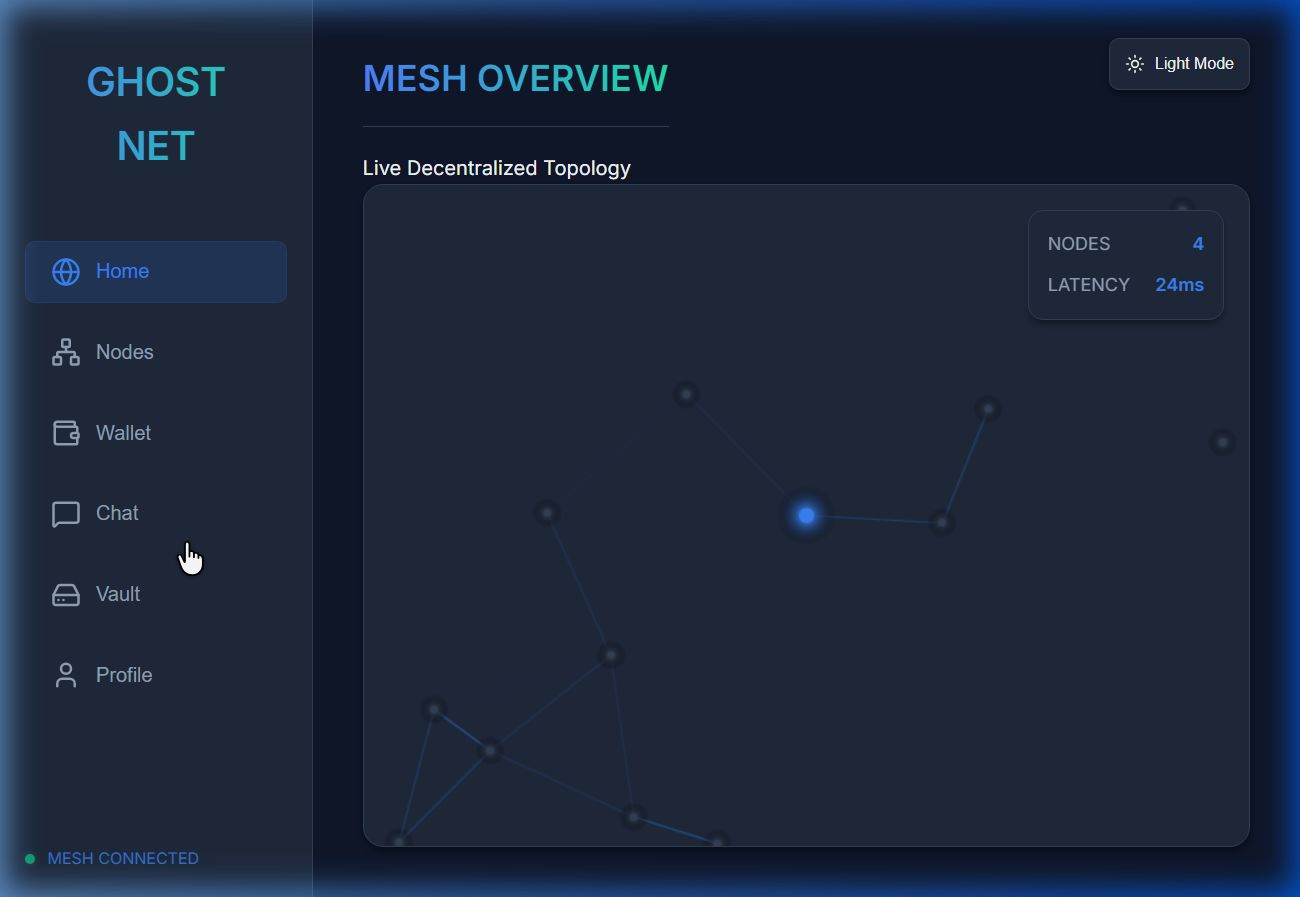 GHOST
NET
Home
Nodes
Wallet
Chat
Vault
Profile
MESH CONNECTED
MESH OVERVIEW
Light Mode
Live Decentralized Topology
NODES 4
LATENCY 24ms